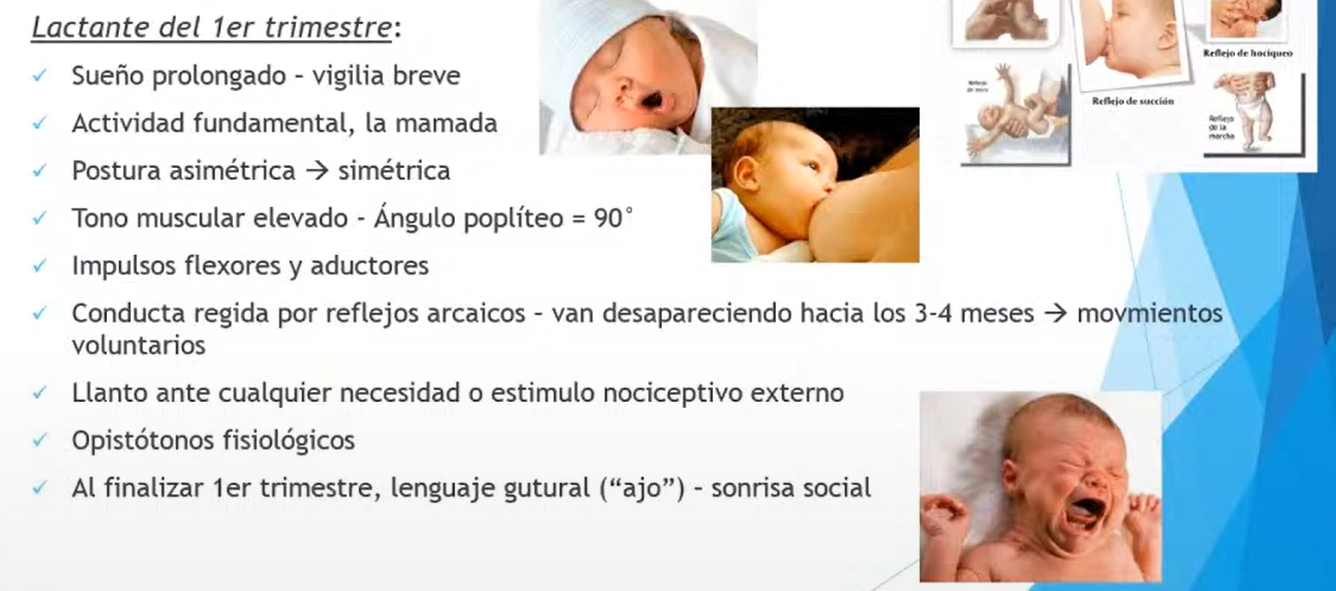 Lactante del 1er trimestre:
✓ Sueño prolongado – vigilia breve
✓ Actividad fundamental, la mamada
✓ Postura asimétrica → simétrica
✓ Tono muscular elevado - Ángulo poplíteo = 90°
✓ Impulsos flexores y aductores
✓ Conducta regida por reflejos arcaicos – van desapareciendo hacia los 3-4 meses → movmientos
voluntarios
✓ Llanto ante cualquier necesidad o estimulo nociceptivo externo
✓ Opistótonos fisiológicos
✓ Al finalizar 1er trimestre, lenguaje gutural (“ajo”) – sonrisa social
Reflejo de hociqueo
Reflejo de succión
Reflejo
de moro
Reflejo
de la
marcha